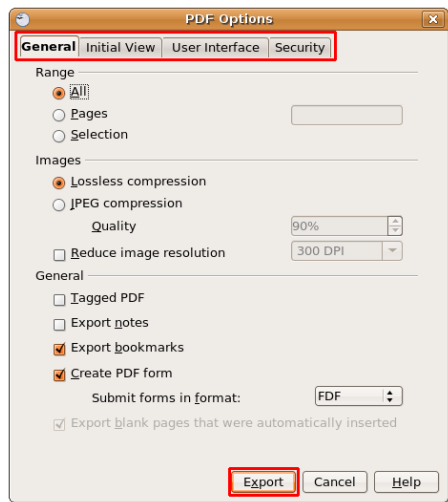 PDF Options
General Initial View User Interface Security
Range
All
Pages
Selection
Images
Lossless compression
JPEG compression
Quality 90%
Reduce image resolution 300 DPI
General
Tagged PDF
Export notes
Export bookmarks
Create PDF form
Submit forms in format: FDF
Export blank pages that were automatically inserted
Export Cancel Help